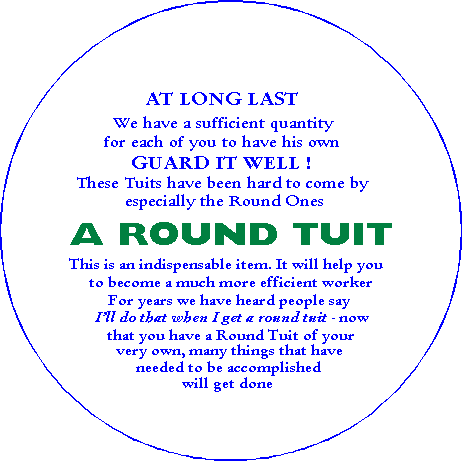 AT LONG LAST
We have a sufficient quantity
for each of you to have his own
GUARD IT WELL !
These Tuits have been hard to come by
especially the Round Ones
A ROUND TUIT
This is an indispensable item. It will help you
to become a much more efficient worker
For years we have heard people say
I'll do that when I get a round tuit - now
that you have a Round Tuit of your
very own, many things that have
needed to be accomplished
will get done